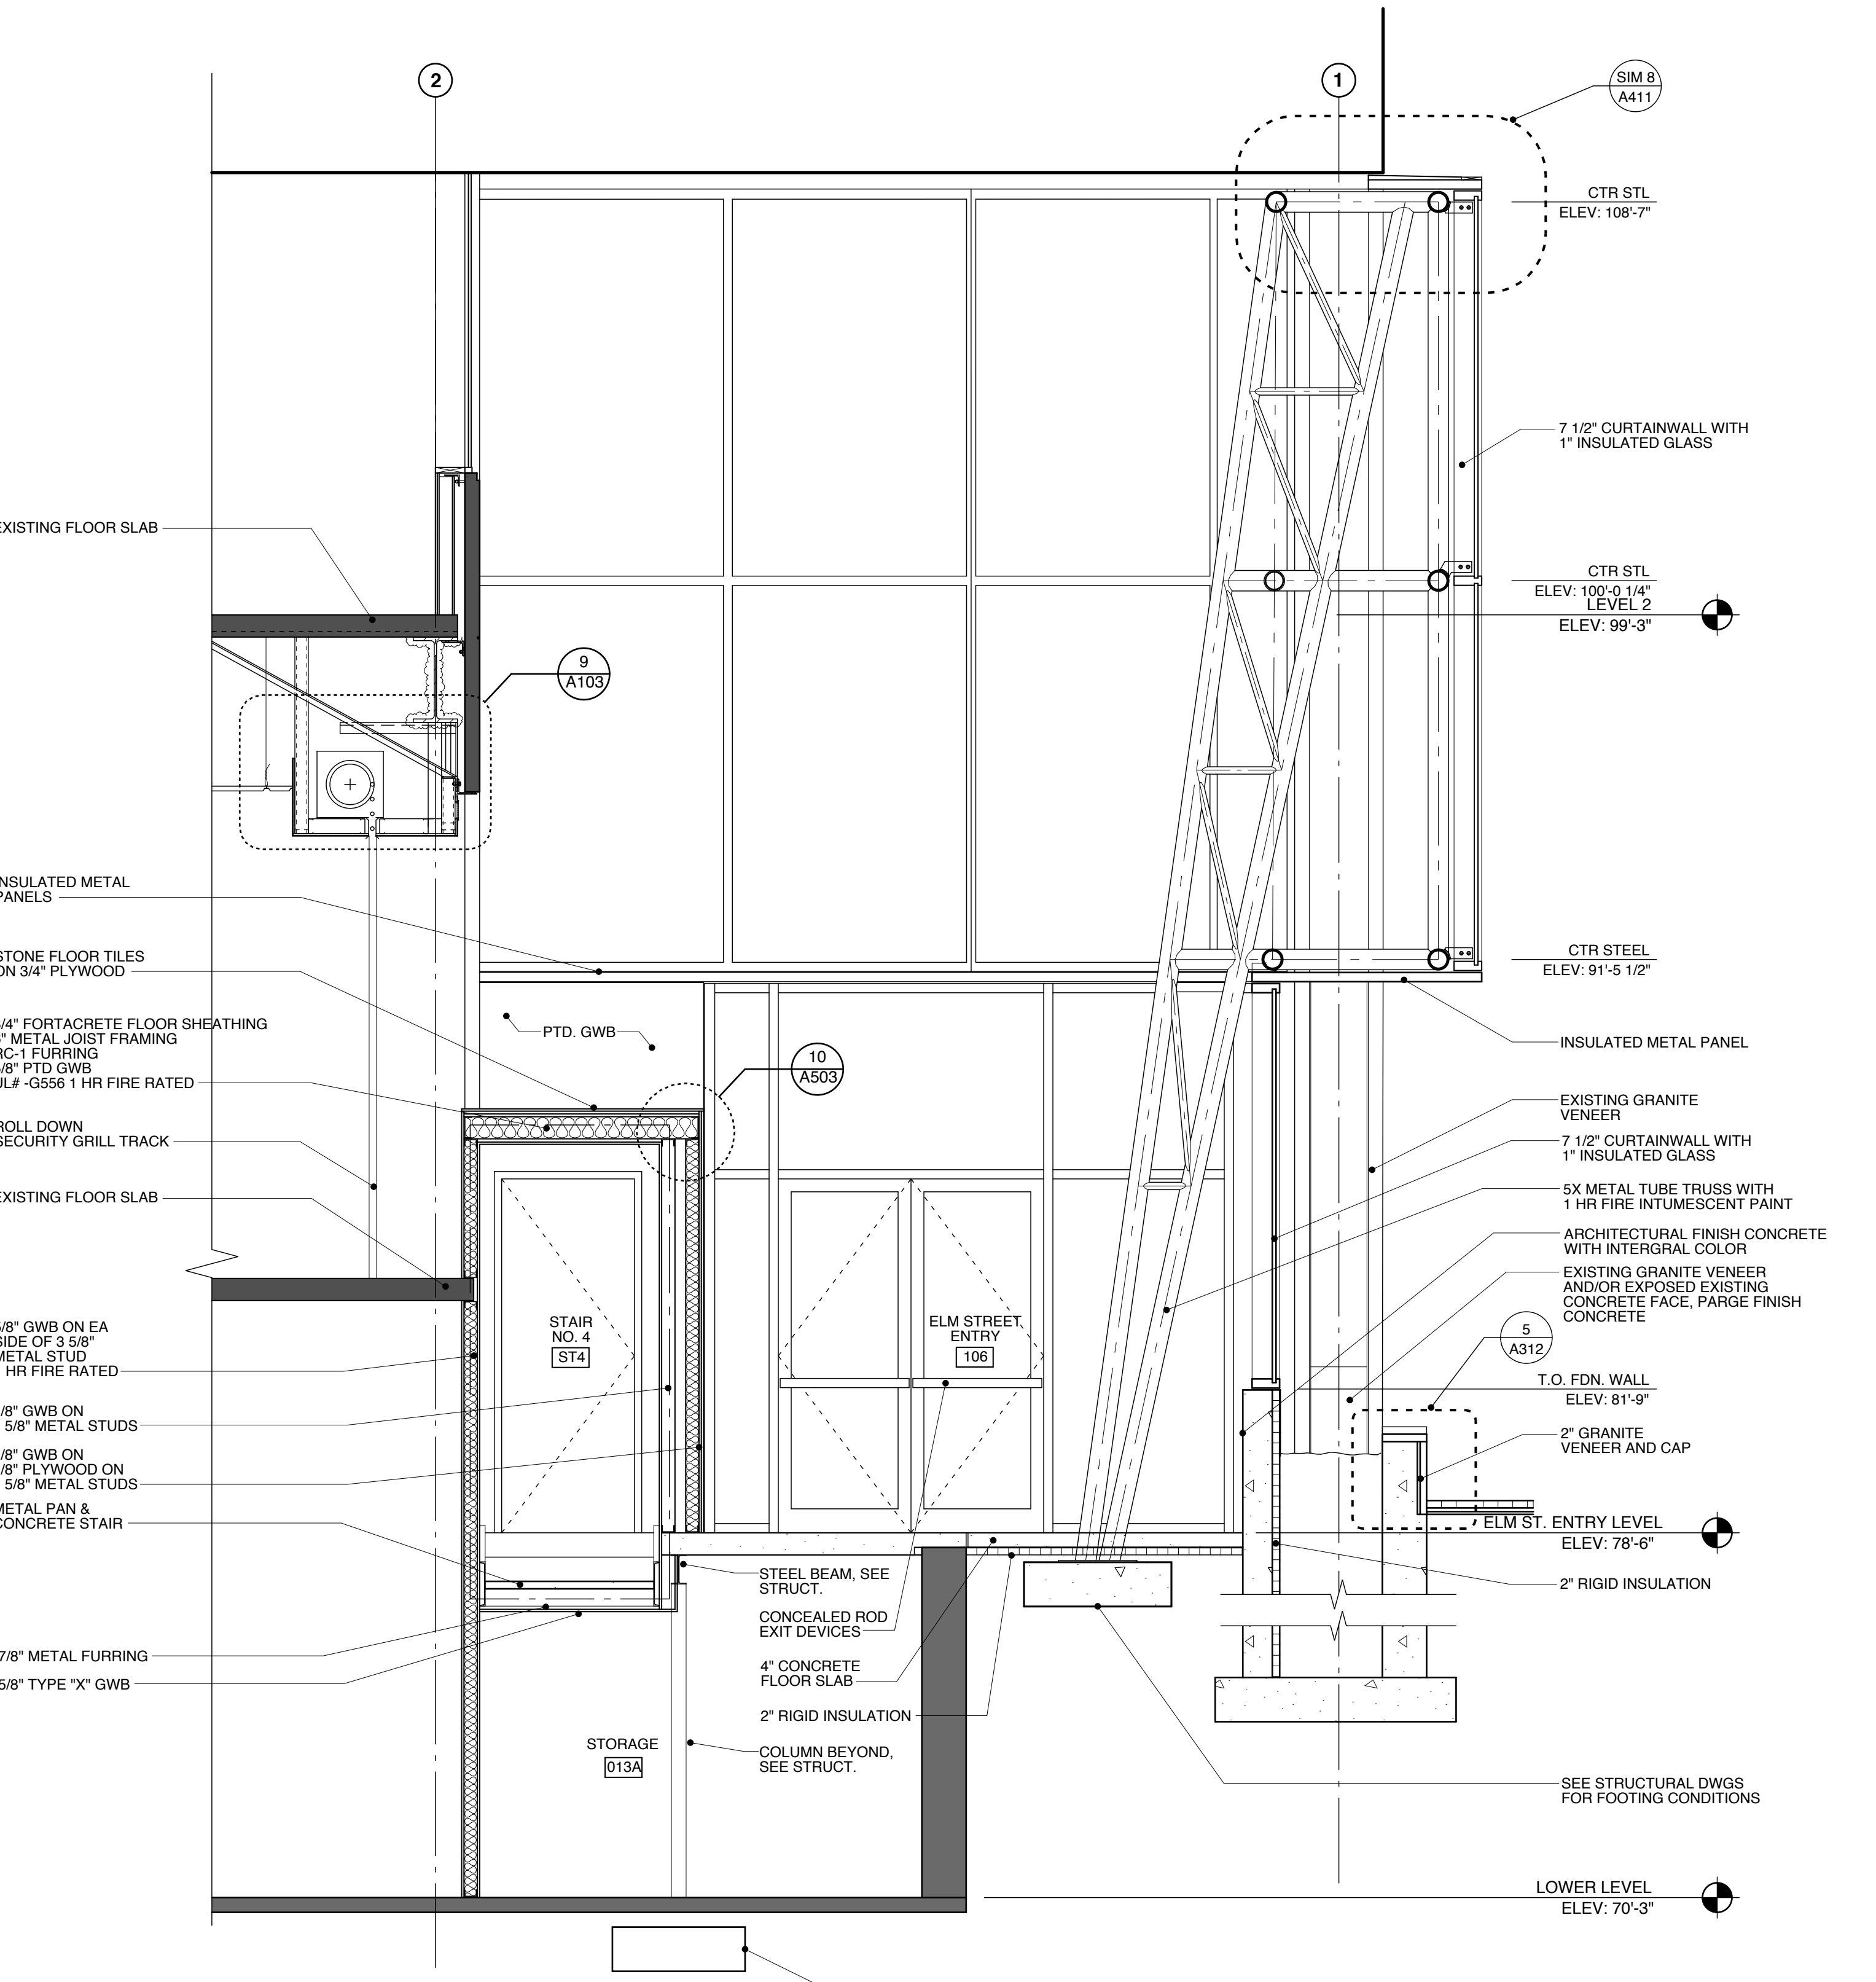 2
1
SIM 8
A411
CTR STL
ELEV: 108'-7"
7 1/2" CURTAINWALL WITH
1" INSULATED GLASS
EXISTING FLOOR SLAB
CTR STL
ELEV: 100'-0 1/4"
LEVEL 2
ELEV: 99'-3"
9
A103
INSULATED METAL
PANELS
STONE FLOOR TILES
ON 3/4" PLYWOOD
CTR STEEL
ELEV: 91'-5 1/2"
/4" FORTACRETE FLOOR SHEATHING
" METAL JOIST FRAMING
RC-1 FURRING
5/8" PTD GWB
UL# -G556 1 HR FIRE RATED
PTD. GWB
10
A503
INSULATED METAL PANEL
ROLL DOWN
SECURITY GRILL TRACK
EXISTING GRANITE
VENEER
7 1/2" CURTAINWALL WITH
1" INSULATED GLASS
EXISTING FLOOR SLAB
5X METAL TUBE TRUSS WITH
1 HR FIRE INTUMESCENT PAINT
ARCHITECTURAL FINISH CONCRETE
WITH INTERGRAL COLOR
EXISTING GRANITE VENEER
AND/OR EXPOSED EXISTING
CONCRETE FACE, PARGE FINISH
CONCRETE
5
A312
5/8" GWB ON EA
SIDE OF 3 5/8"
METAL STUD
HR FIRE RATED
STAIR
NO. 4
ST4
ELM STREET
ENTRY
106
T.O. FDN. WALL
ELEV: 81'-9"
/8" GWB ON
5/8" METAL STUDS
2" GRANITE
VENEER AND CAP
/8" GWB ON
/8" PLYWOOD ON
5/8" METAL STUDS
METAL PAN &
CONCRETE STAIR
ELM ST. ENTRY LEVEL
ELEV: 78'-6"
STEEL BEAM, SEE
STRUCT.
2" RIGID INSULATION
CONCEALED ROD
EXIT DEVICES
7/8" METAL FURRING
5/8" TYPE "X" GWB
4" CONCRETE
FLOOR SLAB
2" RIGID INSULATION
STORAGE
013A
COLUMN BEYOND,
SEE STRUCT.
SEE STRUCTURAL DWGS
FOR FOOTING CONDITIONS
LOWER LEVEL
ELEV: 70'-3"